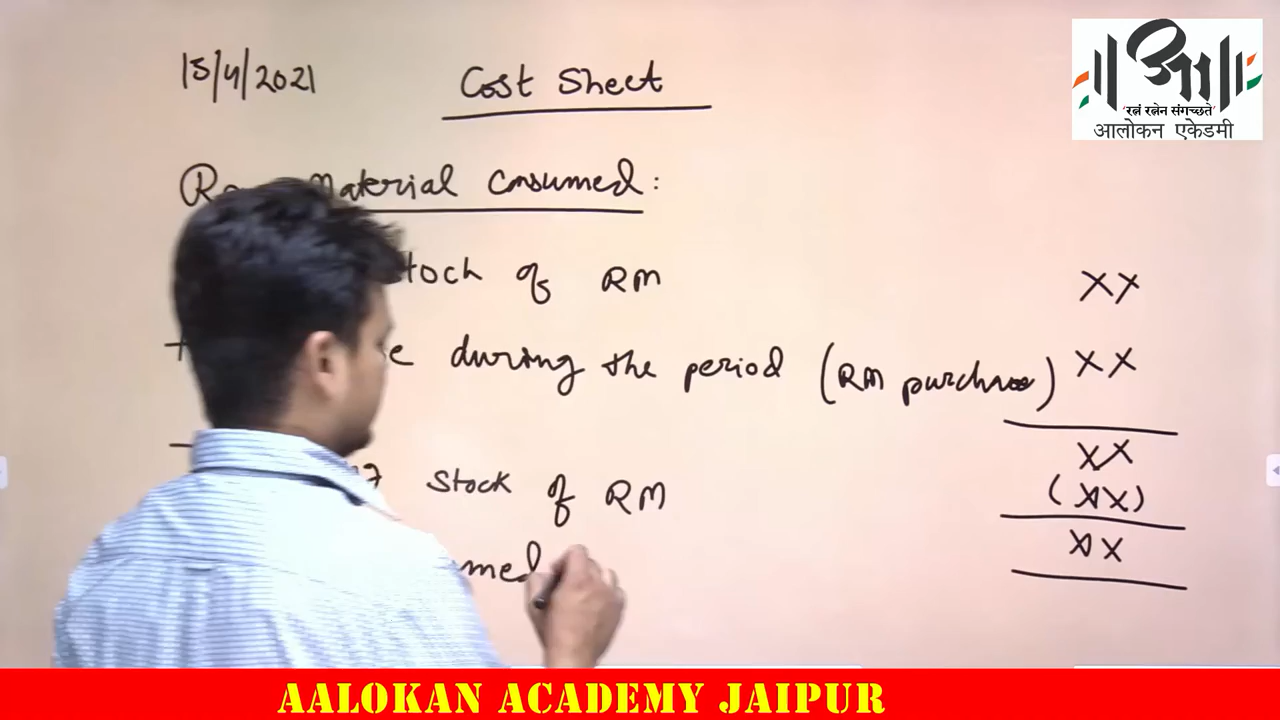 15/4/2021 Cost Sheet
Material Consumed:
Stock of RM XX
+ during the period (RM purchase) XX
XX
- Stock of RM (XX)
XX
आ
'रत्नं रत्नेन संगच्छते'
आलोकन एकेडमी
AALOKAN ACADEMY JAIPUR